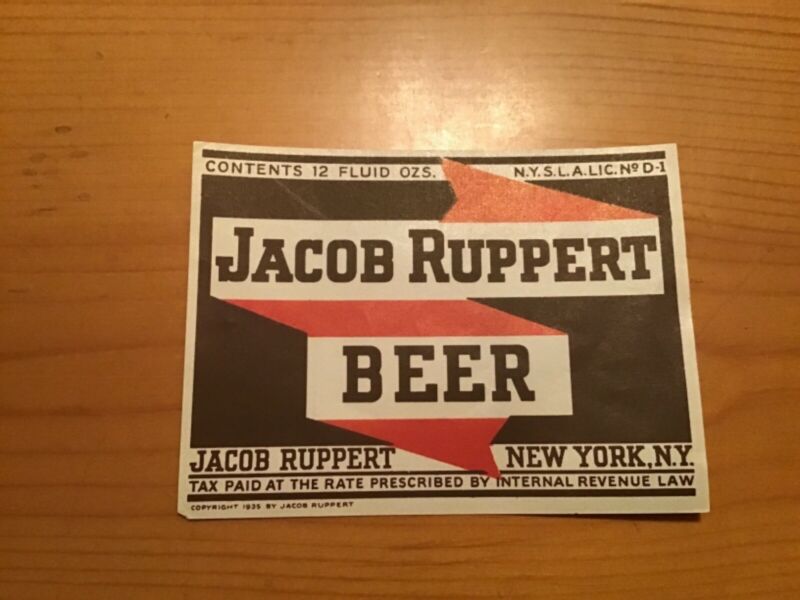 CONTENTS 12 FLUID OZS. N.Y.S.L.A.LIC.Nº D-1
JACOB RUPPERT
BEER
JACOB RUPPERT NEW YORK, N.Y.
TAX PAID AT THE RATE PRESCRIBED BY INTERNAL REVENUE LAW
COPYRIGHT 1935 BY JACOB RUPPERT